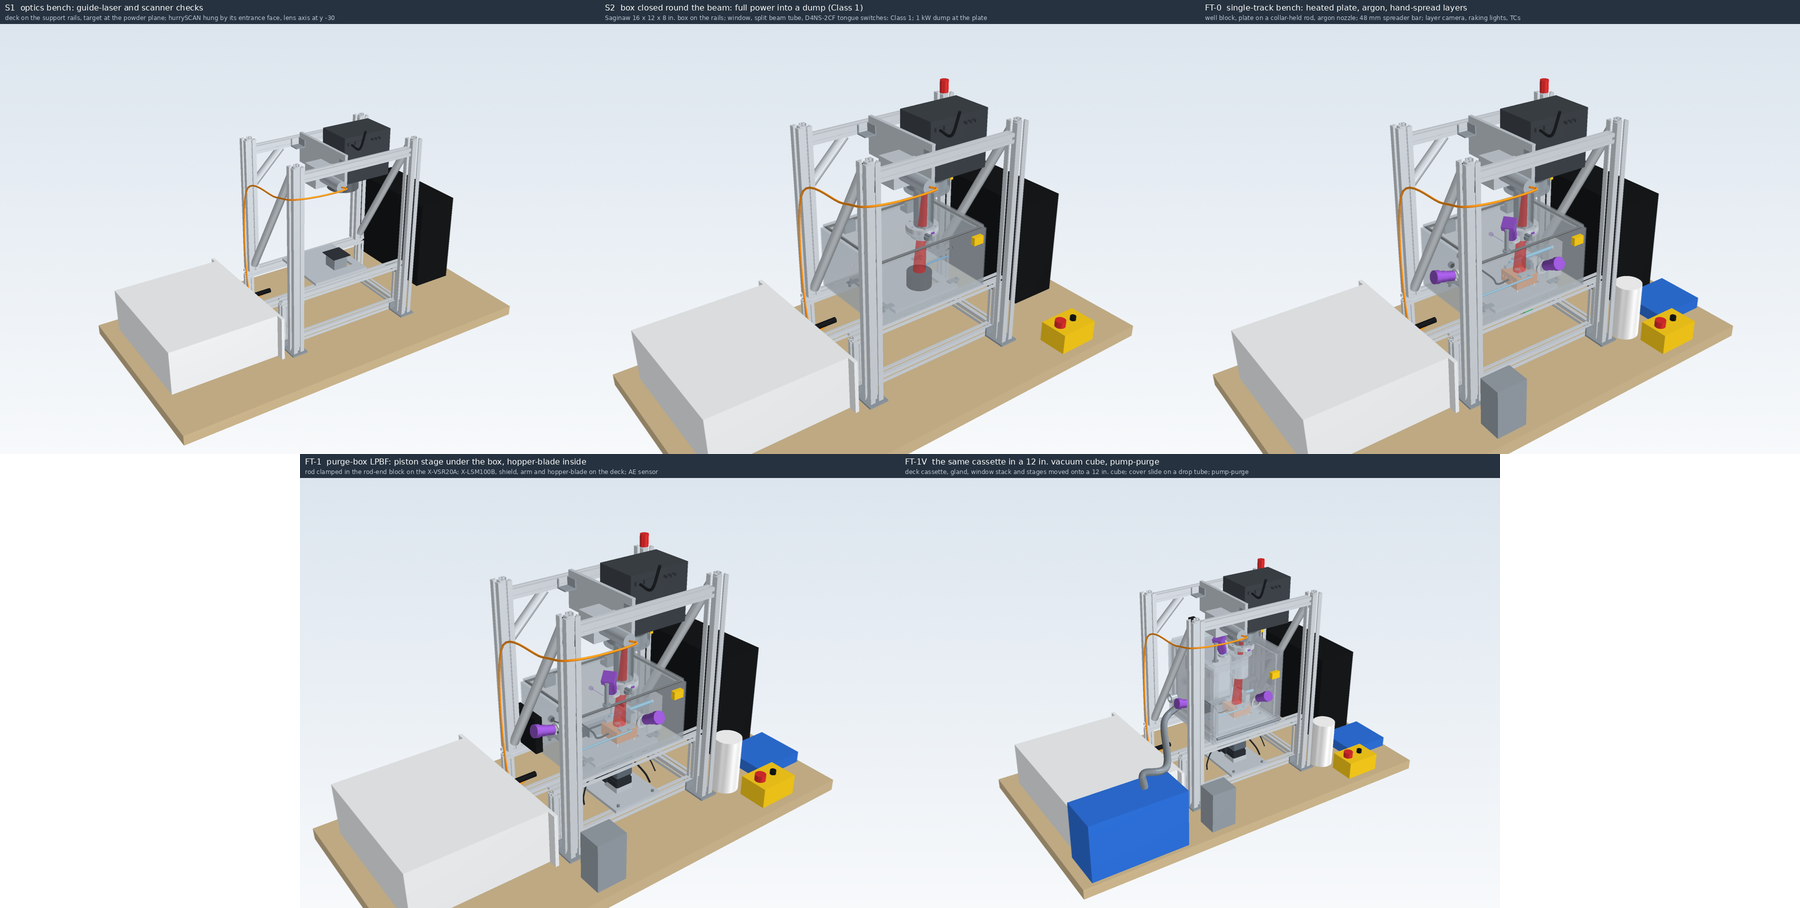 S1 optics bench: guide-laser and scanner checks
deck on the support rails, target at the powder plane; hurrySCAN hung by its entrance face, lens axis at y -30
S2 box closed round the beam: full power into a dump (Class 1)
Saginaw 16 x 12 x 8 in. box on the rails; window, split beam tube, D4NS-2CF tongue switches: Class 1; 1 kW dump at the plate
FT-0 single-track bench: heated plate, argon, hand-spread layers
well block, plate on a collar-held rod, argon nozzle; 48 mm spreader bar; layer camera, raking lights, TCs
FT-1 purge-box LPBF: piston stage under the box, hopper-blade inside
rod clamped in the rod-end block on the X-VSR20A; X-LSM100B, shield, arm and hopper-blade on the deck; AE sensor
FT-1V the same cassette in a 12 in. vacuum cube, pump-purge
deck cassette, gland, window stack and stages moved onto a 12 in. cube; cover slide on a drop tube; pump-purge